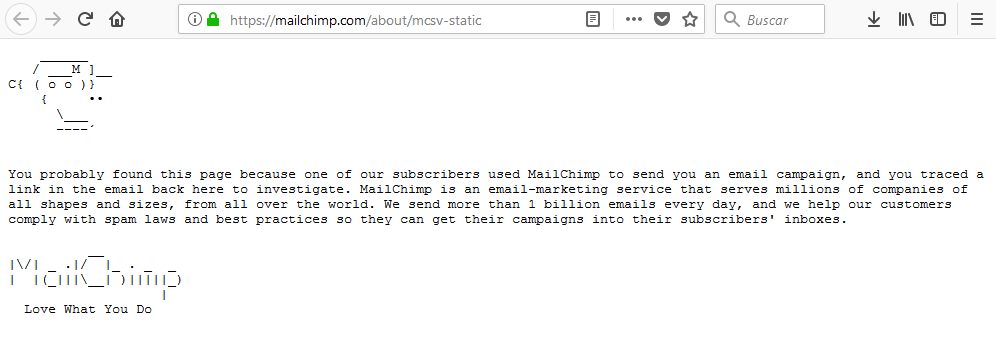 https://mailchimp.com/about/mcsv-static
Buscar
   ______
   / ___M ]__
C{ ( o o )}
    {     ••
      \___
      ----´
You probably found this page because one of our subscribers used MailChimp to send you an email campaign, and you traced a
link in the email back here to investigate. MailChimp is an email-marketing service that serves millions of companies of
all shapes and sizes, from all over the world. We send more than 1 billion emails every day, and we help our customers
comply with spam laws and best practices so they can get their campaigns into their subscribers' inboxes.
MailChimp
Love What You Do